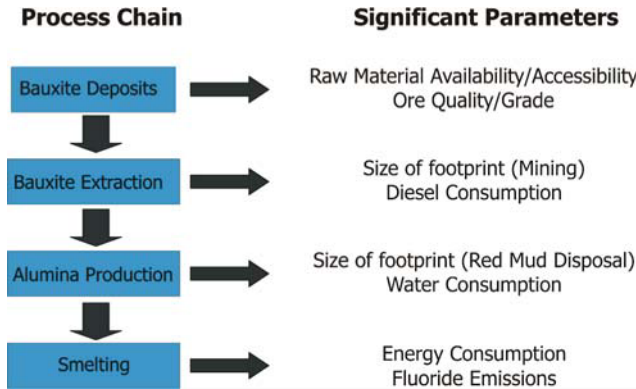 Process Chain
Significant Parameters
Bauxite Deposits
Raw Material Availability/Accessibility
Ore Quality/Grade
Bauxite Extraction
Size of footprint (Mining)
Diesel Consumption
Alumina Production
Size of footprint (Red Mud Disposal)
Water Consumption
Smelting
Energy Consumption
Fluoride Emissions